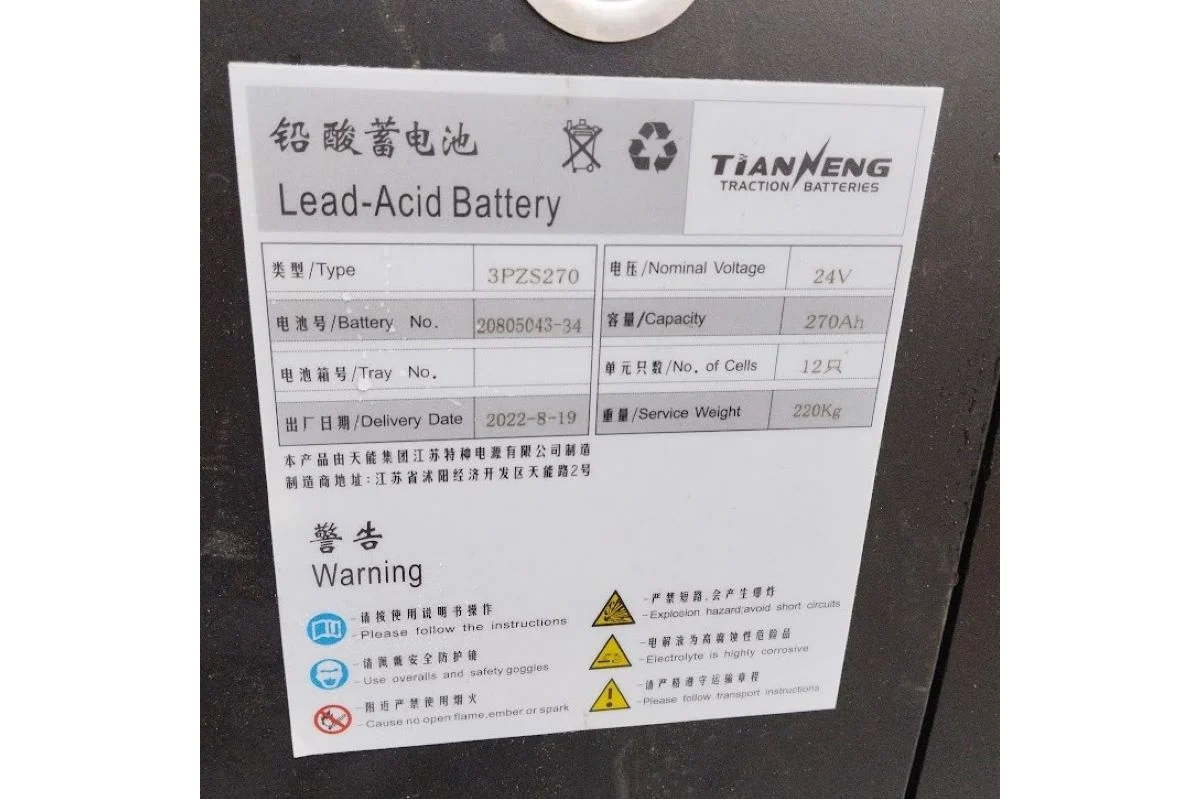 铅酸蓄电池
Lead-Acid Battery
TIANNENG
TRACTION BATTERIES
类型/Type 3PZS270
电池号/Battery No. 20805043-34
电池箱号/Tray No.
出厂日期/Delivery Date 2022-8-19
电压/Nominal Voltage 24V
容量/Capacity 270Ah
单元只数/No. of Cells 12只
重量/Service Weight 220Kg
本产品由天能集团江苏特种电源有限公司制造
制造商地址:江苏省沭阳经济开发区天能路2号
警告
Warning
-请按使用说明书操作
-Please follow the instructions
-请佩戴安全防护镜
-Use overalls and safety goggles
-附近严禁使用烟火
-Cause no open flame,ember or spark
-严禁短路,会产生爆炸
-Explosion hazard:avoid short circuits
-电解液为高腐蚀性危险品
-Electrolyte is highly corrosive
-请严格遵守运输章程
-Please follow transport instructions